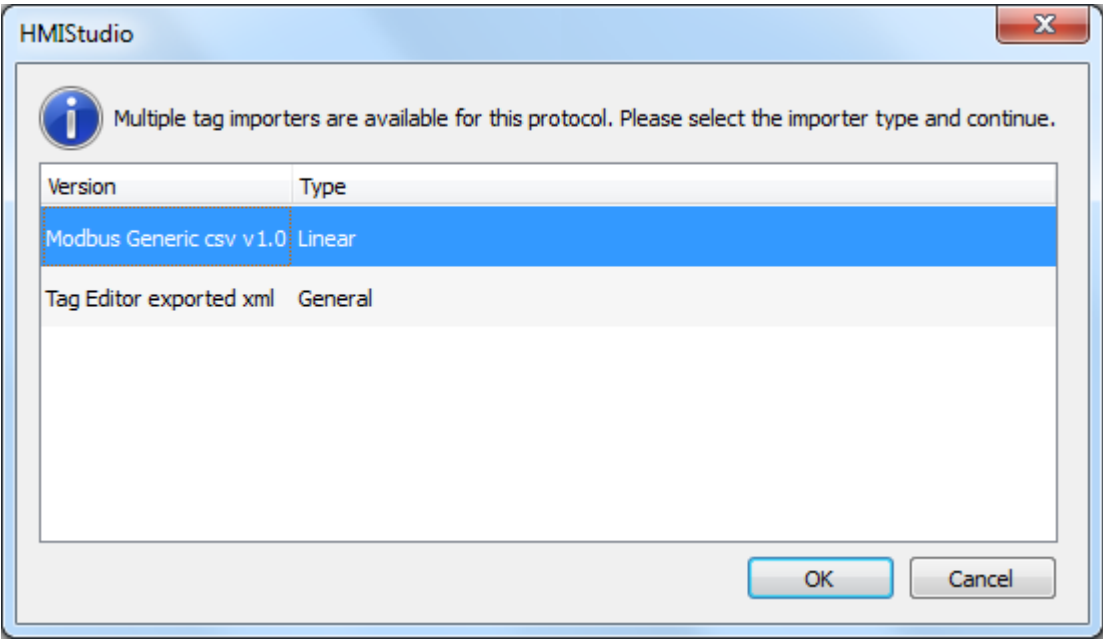 HMIStudio
Multiple tag importers are available for this protocol. Please select the importer type and continue.
Version Type
Modbus Generic csv v1.0 Linear
Tag Editor exported xml General
OK Cancel